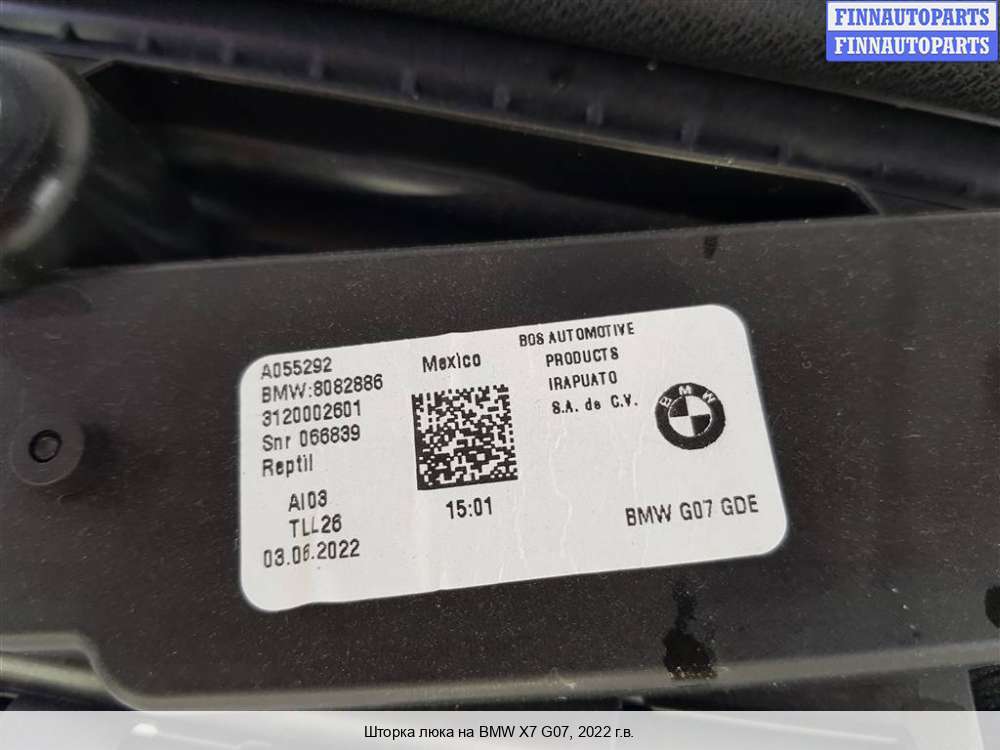 FINNAUTOPARTS
FINNAUTOPARTS
A055292
BMW:8082886
3120002601
Snr 066839
Reptil
AI03
TLL26
03.06.2022
Mexico
15:01
BOS AUTOMOTIVE
PRODUCTS
IRAPUATO
S.A. de C.V.
BMW
BMW G07 GDE
Шторка люка на BMW X7 G07, 2022 г.в.